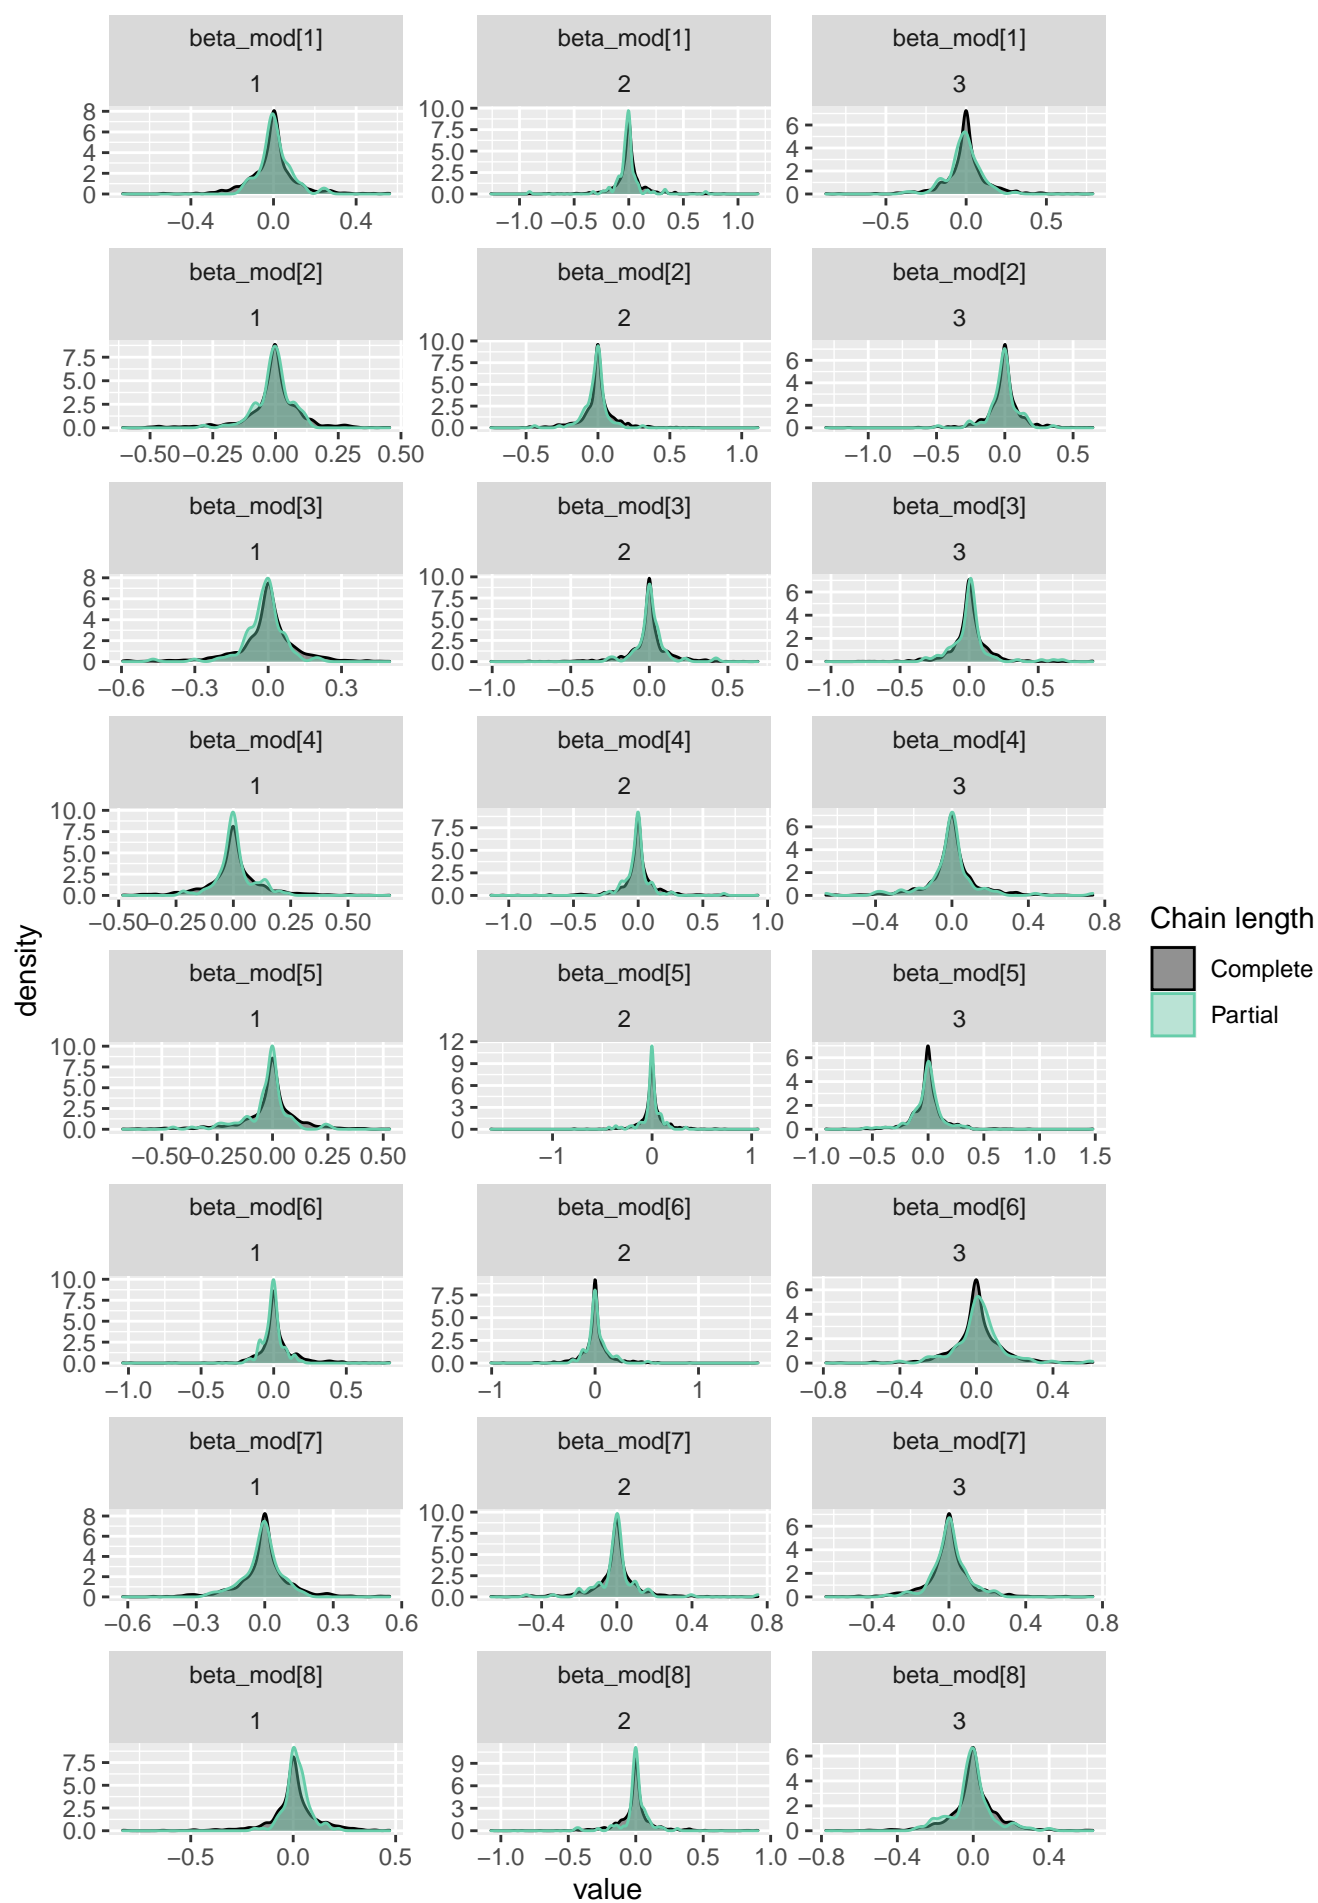 beta_mod[1] beta_mod[1] beta_mod[1]
1 2 3
8 6 4 2 0 10.0 7.5 5.0 2.5 0.0 6 4 2 0
−0.4 0.0 0.4 −1.0 −0.5 0.0 0.5 1.0 −0.5 0.0 0.5
beta_mod[2] beta_mod[2] beta_mod[2]
1 2 3
7.5 5.0 2.5 0.0 10.0 7.5 5.0 2.5 0.0 6 4 2 0
−0.50 −0.25 0.00 0.25 0.50 −0.5 0.0 0.5 1.0 −1.0 −0.5 0.0 0.5
beta_mod[3] beta_mod[3] beta_mod[3]
1 2 3
8 6 4 2 0 10.0 7.5 5.0 2.5 0.0 6 4 2 0
−0.6 −0.3 0.0 0.3 −1.0 −0.5 0.0 0.5 −1.0 −0.5 0.0 0.5
beta_mod[4] beta_mod[4] beta_mod[4]
1 2 3
10.0 7.5 5.0 2.5 0.0 7.5 5.0 2.5 0.0 6 4 2 0
−0.50 −0.25 0.00 0.25 0.50 −1.0 −0.5 0.0 0.5 1.0 −0.4 0.0 0.4 0.8
density
Chain length
Complete
Partial
beta_mod[5] beta_mod[5] beta_mod[5]
1 2 3
10.0 7.5 5.0 2.5 0.0 12 9 6 3 0 6 4 2 0
−0.50 −0.25 0.00 0.25 0.50 −1 0 1 −1.0 −0.5 0.0 0.5 1.0 1.5
beta_mod[6] beta_mod[6] beta_mod[6]
1 2 3
10.0 7.5 5.0 2.5 0.0 7.5 5.0 2.5 0.0 6 4 2 0
−1.0 −0.5 0.0 0.5 −1 0 1 −0.8 −0.4 0.0 0.4
beta_mod[7] beta_mod[7] beta_mod[7]
1 2 3
8 6 4 2 0 10.0 7.5 5.0 2.5 0.0 6 4 2 0
−0.6 −0.3 0.0 0.3 0.6 −0.4 0.0 0.4 0.8 −0.4 0.0 0.4 0.8
beta_mod[8] beta_mod[8] beta_mod[8]
1 2 3
7.5 5.0 2.5 0.0 9 6 3 0 6 4 2 0
−0.5 0.0 0.5 −1.0 −0.5 0.0 0.5 1.0 −0.8 −0.4 0.0 0.4
value